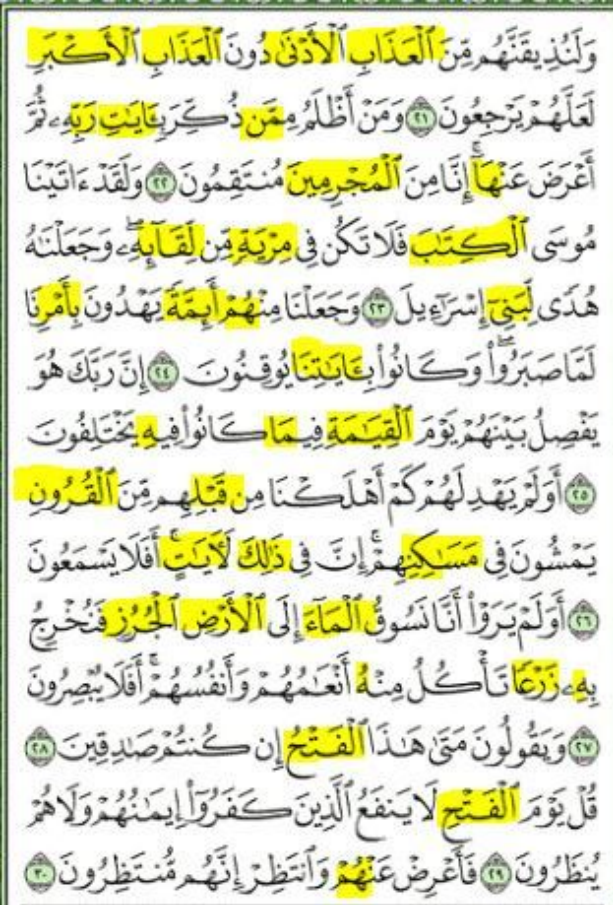 وَلَنُذِيقَنَّهُم مِّنَ ٱلْعَذَابِ ٱلْأَدْنَىٰ دُونَ ٱلْعَذَابِ ٱلْأَكْبَرِ
لَعَلَّهُمْ يَرْجِعُونَ ٢١ وَمَنْ أَظْلَمُ مِمَّن ذُكِّرَ بِـَٔايَـٰتِ رَبِّهِۦ ثُمَّ
أَعْرَضَ عَنْهَآ ۚ إِنَّا مِنَ ٱلْمُجْرِمِينَ مُنتَقِمُونَ ٢٢ وَلَقَدْ ءَاتَيْنَا
مُوسَى ٱلْكِتَـٰبَ فَلَا تَكُن فِى مِرْيَةٍ مِّن لِّقَآئِهِۦ ۖ وَجَعَلْنَـٰهُ
هُدًى لِّبَنِىٓ إِسْرَٰٓءِيلَ ٢٣ وَجَعَلْنَا مِنْهُمْ أَئِمَّةً يَهْدُونَ بِأَمْرِنَا
لَمَّا صَبَرُوا۟ ۖ وَكَانُوا۟ بِـَٔايَـٰتِنَا يُوقِنُونَ ٢٤ إِنَّ رَبَّكَ هُوَ
يَفْصِلُ بَيْنَهُمْ يَوْمَ ٱلْقِيَـٰمَةِ فِيمَا كَانُوا۟ فِيهِ يَخْتَلِفُونَ
٢٥ أَوَلَمْ يَهْدِ لَهُمْ كَمْ أَهْلَكْنَا مِن قَبْلِهِم مِّنَ ٱلْقُرُونِ
يَمْشُونَ فِى مَسَـٰكِنِهِمْ ۚ إِنَّ فِى ذَٰلِكَ لَـَٔايَـٰتٍ ۖ أَفَلَا يَسْمَعُونَ
٢٦ أَوَلَمْ يَرَوْا۟ أَنَّا نَسُوقُ ٱلْمَآءَ إِلَى ٱلْأَرْضِ ٱلْجُرُزِ فَنُخْرِجُ
بِهِۦ زَرْعًا تَأْكُلُ مِنْهُ أَنْعَـٰمُهُمْ وَأَنفُسُهُمْ ۖ أَفَلَا يُبْصِرُونَ
٢٧ وَيَقُولُونَ مَتَىٰ هَـٰذَا ٱلْفَتْحُ إِن كُنتُمْ صَـٰدِقِينَ ٢٨
قُلْ يَوْمَ ٱلْفَتْحِ لَا يَنفَعُ ٱلَّذِينَ كَفَرُوٓا۟ إِيمَـٰنُهُمْ وَلَا هُمْ
يُنظَرُونَ ٢٩ فَأَعْرِضْ عَنْهُمْ وَٱنتَظِرْ إِنَّهُم مُّنتَظِرُونَ ٣٠